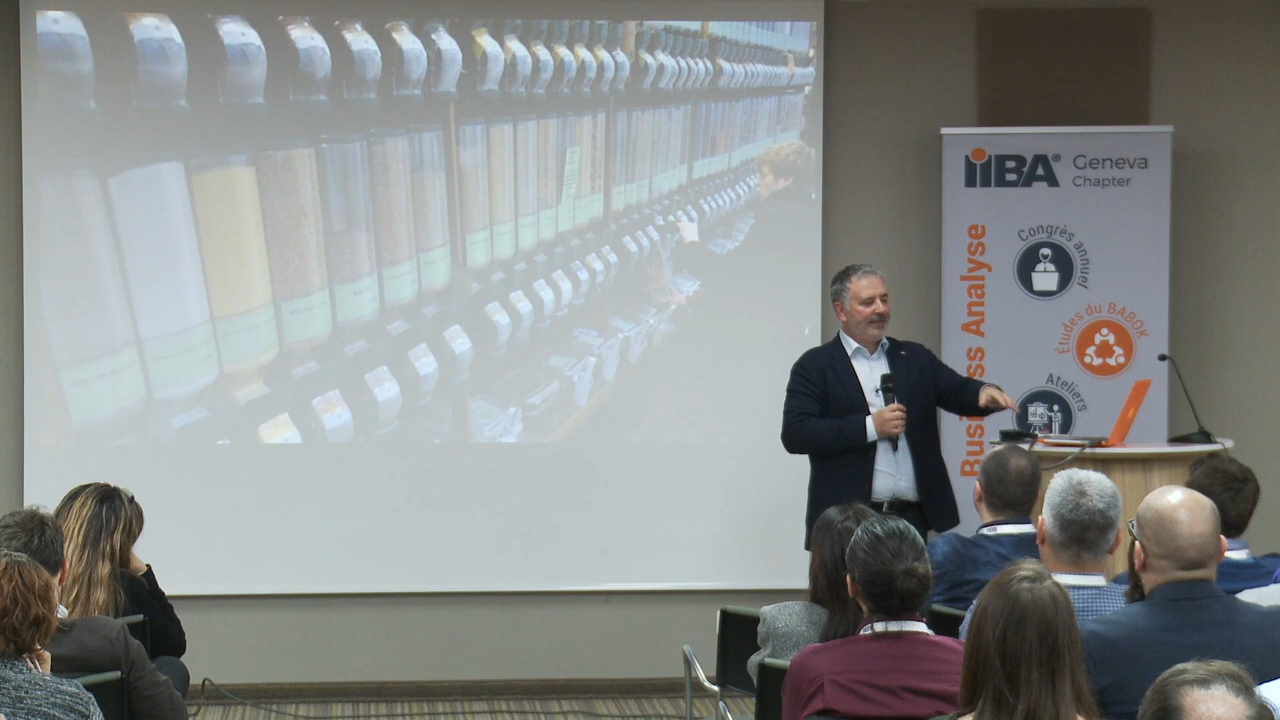 iiBA® Geneva
Chapter
Business Analyse
Congrès annuel
Études du BABOK
Ateliers